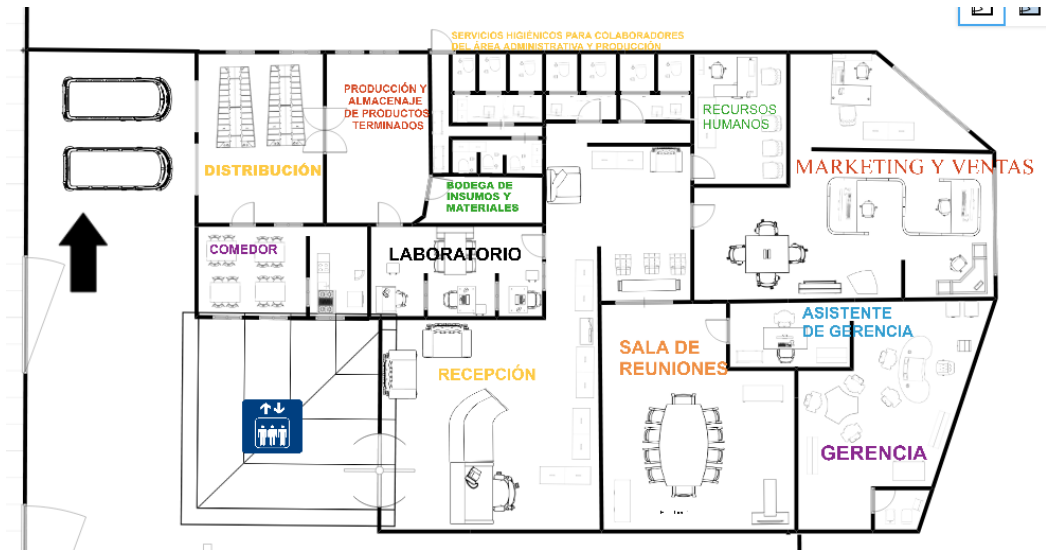 SERVICIOS HIGIÉNICOS PARA COLABORADORES
DEL ÁREA ADMINISTRATIVA Y PRODUCCIÓN
PRODUCCIÓN Y
ALMACENAJE
DE PRODUCTOS
TERMINADOS
RECURSOS
HUMANOS
DISTRIBUCIÓN
MARKETING Y VENTAS
BODEGA DE
INSUMOS Y
MATERIALES
COMEDOR
LABORATORIO
ASISTENTE
DE GERENCIA
SALA DE
REUNIONES
RECEPCIÓN
GERENCIA